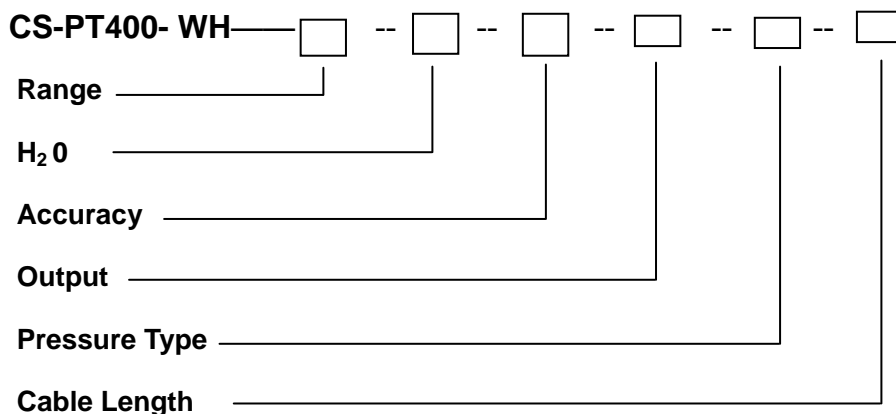 CS-PT400- WH—— -- -- -- -- --
Range
H₂ 0
Accuracy
Output
Pressure Type
Cable Length